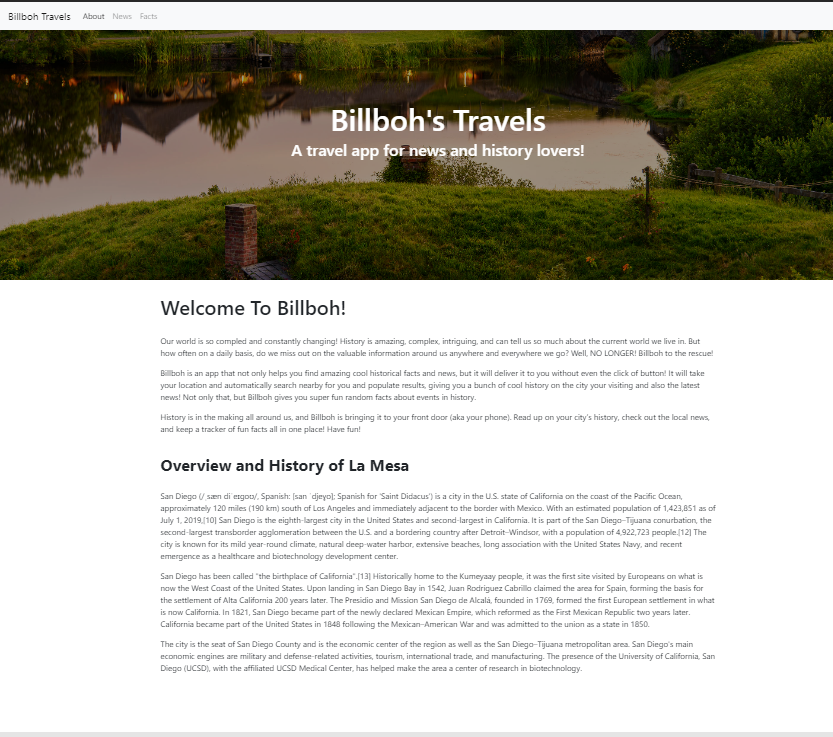 Billboh Travels About News Facts
Billboh's Travels
A travel app for news and history lovers!
Welcome To Billboh!
Our world is so compled and constantly changing! History is amazing, complex, intriguing, and can tell us so much about the current world we live in. But
how often on a daily basis, do we miss out on the valuable information around us anywhere and everywhere we go? Well, NO LONGER! Billboh to the rescue!
Billboh is an app that not only helps you find amazing cool historical facts and news, but it will deliver it to you without even the click of button! It will take
your location and automatically search nearby for you and populate results, giving you a bunch of cool history on the city your visiting and also the latest
news! Not only that, but Billboh gives you super fun random facts about events in history.
History is in the making all around us, and Billboh is bringing it to your front door (aka your phone). Read up on your city's history, check out the local news,
and keep a tracker of fun facts all in one place! Have fun!
Overview and History of La Mesa
San Diego (/ˌsæn diˈeɪɡoʊ/, Spanish: [san ˈdjeɣo]; Spanish for 'Saint Didacus') is a city in the U.S. state of California on the coast of the Pacific Ocean,
approximately 120 miles (190 km) south of Los Angeles and immediately adjacent to the border with Mexico. With an estimated population of 1,423,851 as of
July 1, 2019,[10] San Diego is the eighth-largest city in the United States and second-largest in California. It is part of the San Diego–Tijuana conurbation, the
second-largest transborder agglomeration between the U.S. and a bordering country after Detroit–Windsor, with a population of 4,922,723 people.[12] The
city is known for its mild year-round climate, natural deep-water harbor, extensive beaches, long association with the United States Navy, and recent
emergence as a healthcare and biotechnology development center.
San Diego has been called "the birthplace of California".[13] Historically home to the Kumeyaay people, it was the first site visited by Europeans on what is
now the West Coast of the United States. Upon landing in San Diego Bay in 1542, Juan Rodríguez Cabrillo claimed the area for Spain, forming the basis for
the settlement of Alta California 200 years later. The Presidio and Mission San Diego de Alcalá, founded in 1769, formed the first European settlement in what
is now California. In 1821, San Diego became part of the newly declared Mexican Empire, which reformed as the First Mexican Republic two years later.
California became part of the United States in 1848 following the Mexican–American War and was admitted to the union as a state in 1850.
The city is the seat of San Diego County and is the economic center of the region as well as the San Diego–Tijuana metropolitan area. San Diego's main
economic engines are military and defense-related activities, tourism, international trade, and manufacturing. The presence of the University of California, San
Diego (UCSD), with the affiliated UCSD Medical Center, has helped make the area a center of research in biotechnology.